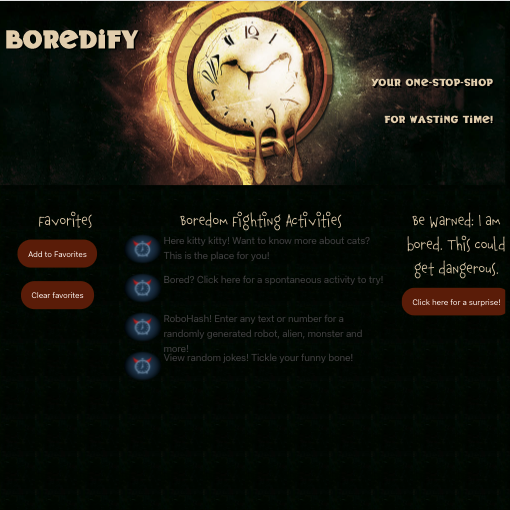 BOREDIFY
YOUR ONE-STOP-SHOP
FOR WASTING TIME!
Favorites
Add to Favorites
Clear favorites
Boredom Fighting Activities
Here kitty kitty! Want to know more about cats?
This is the place for you!
Bored? Click here for a spontaneous activity to try!
RoboHash! Enter any text or number for a
randomly generated robot, alien, monster and
more!
View random jokes! Tickle your funny bone!
Be Warned: I am
bored. This could
get dangerous.
Click here for a surprise!